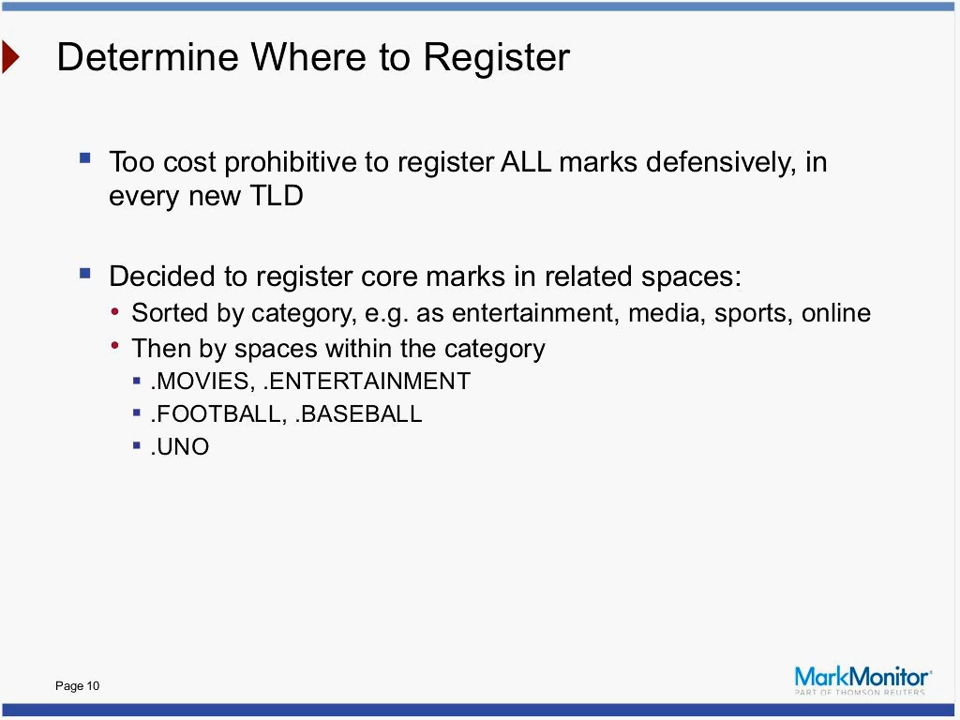 Determine Where to Register
Too cost prohibitive to register ALL marks defensively, in
every new TLD
Decided to register core marks in related spaces:
Sorted by category, e.g. as entertainment, media, sports, online
Then by spaces within the category
.MOVIES, .ENTERTAINMENT
.FOOTBALL, .BASEBALL
.UNO
Page 10
MarkMonitor
PART OF THOMSON REUTERS